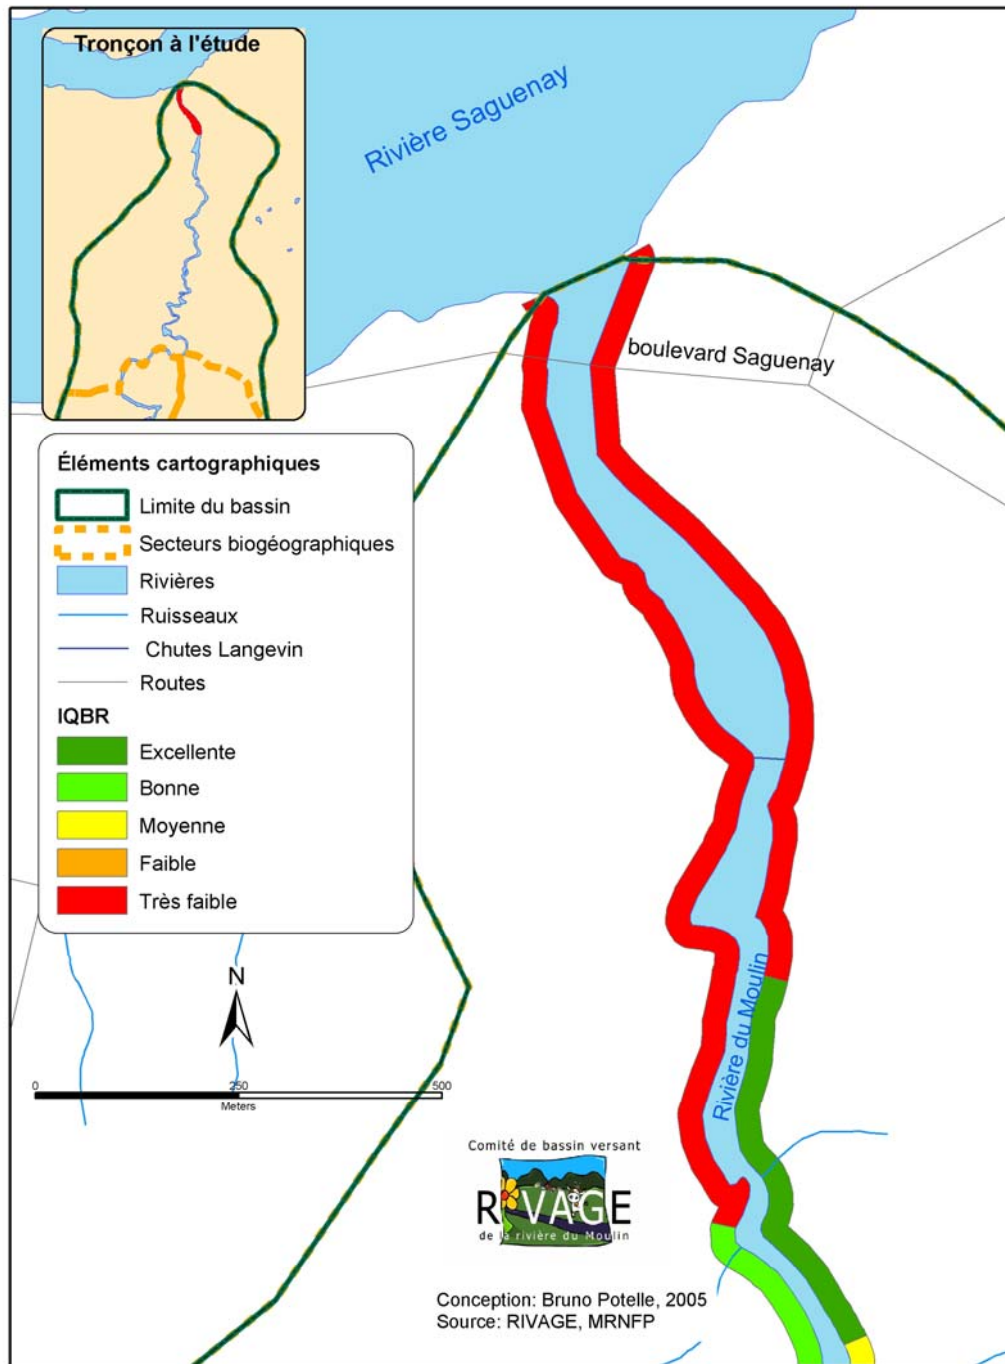 Tronçon à l'étude
Rivière Saguenay
boulevard Saguenay
Éléments cartographiques
Limite du bassin
Secteurs biogéographiques
Rivières
Ruisseaux
Chutes Langevin
Routes
IQBR
Excellente
Bonne
Moyenne
Faible
Très faible
Rivière du Moulin
N
0 250 500
Meters
Comité de bassin versant
RIVAGE
de la rivière du Moulin
Conception: Bruno Potelle, 2005
Source: RIVAGE, MRNFP